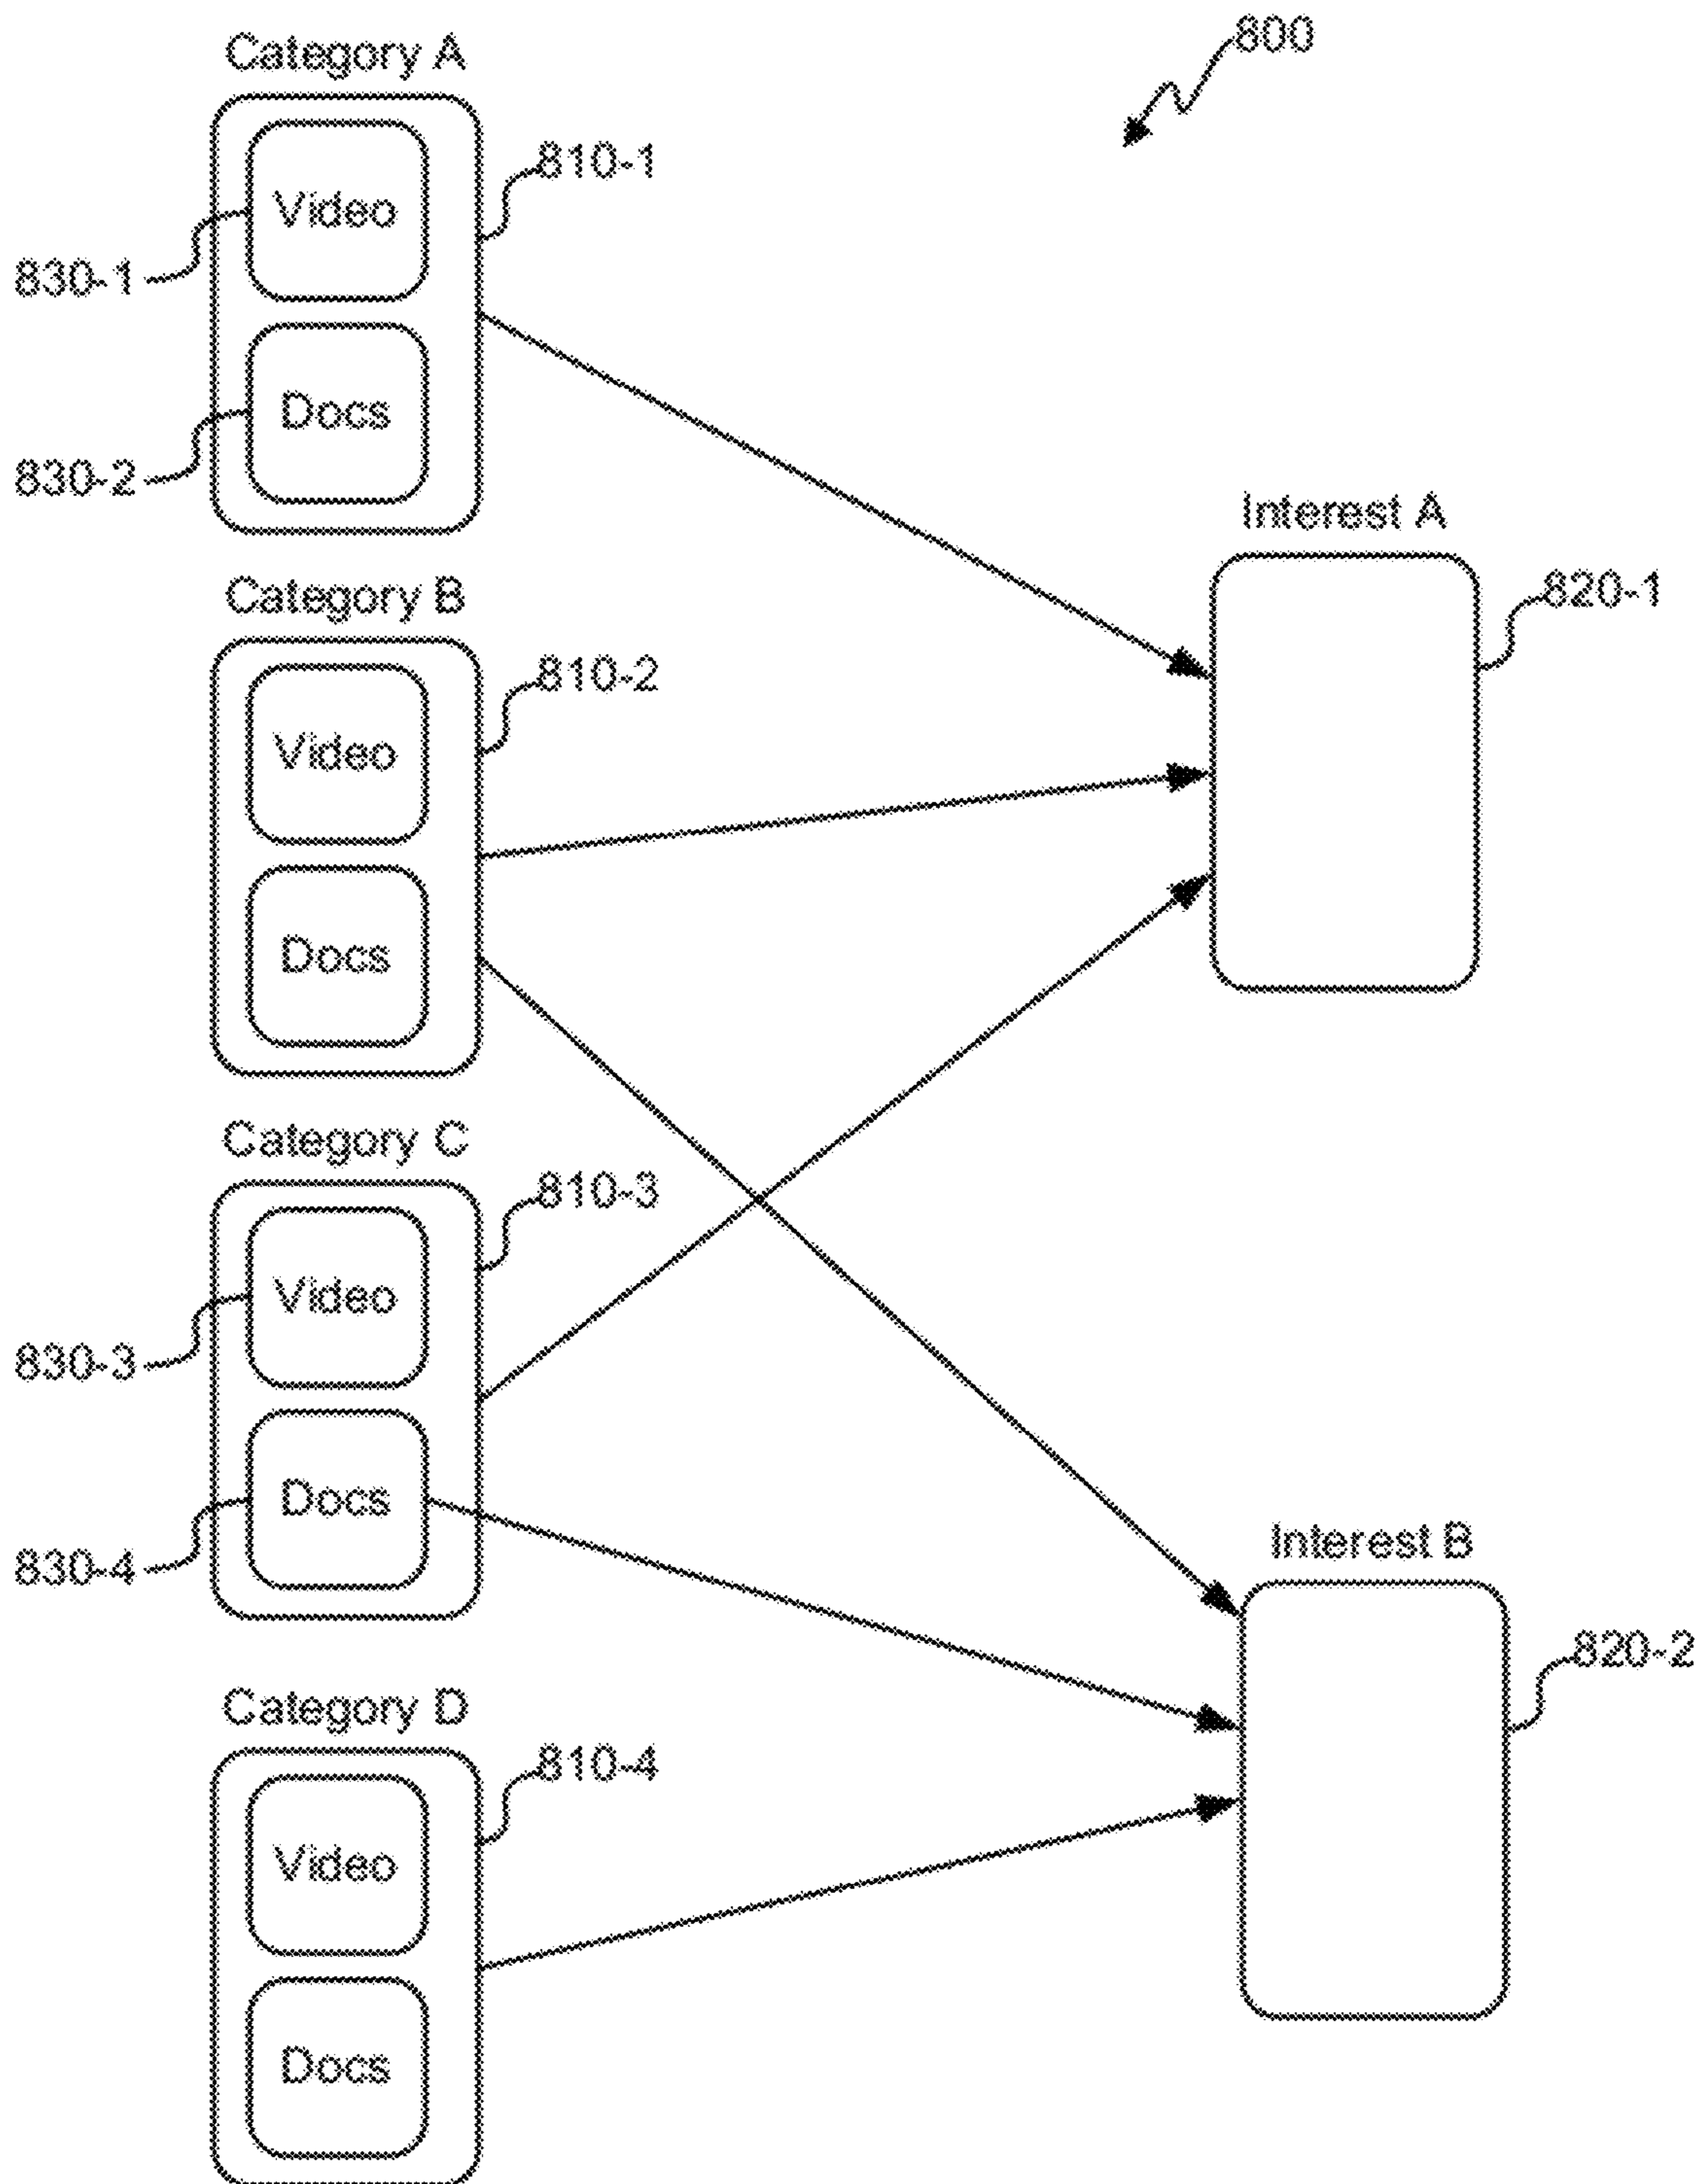 800
Category A
810-1
Video
830-1
Docs
830-2
Interest A
820-1
Category B
810-2
Video
Docs
Category C
810-3
Video
830-3
Docs
830-4
Interest B
820-2
Category D
810-4
Video
Docs